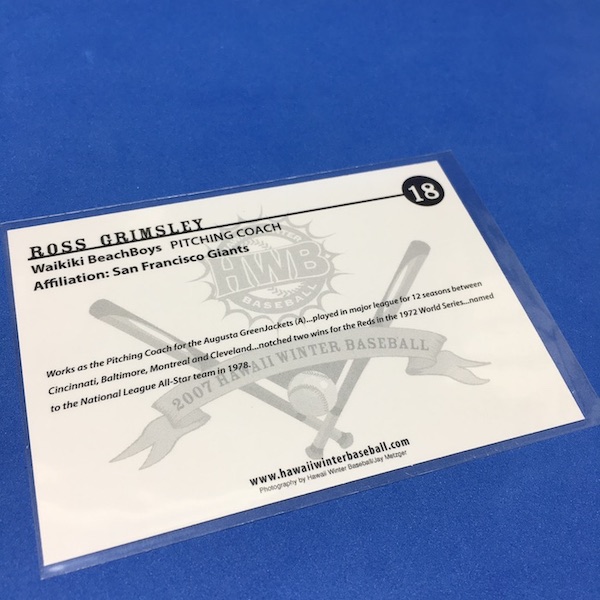 18
ROSS GRIMSLEY
Waikiki BeachBoys PITCHING COACH
Affiliation: San Francisco Giants
HWB
BASEBALL
Works as the Pitching Coach for the Augusta GreenJackets (A)...played in major league for 12 seasons between
Cincinnati, Baltimore, Montreal and Cleveland...notched two wins for the Reds in the 1972 World Series...named
to the National League All-Star team in 1978.
2007 HAWAII WINTER BASEBALL
www.hawaiiwinterbaseball.com
Photography by Hawaii Winter Baseball/Jay Metzger